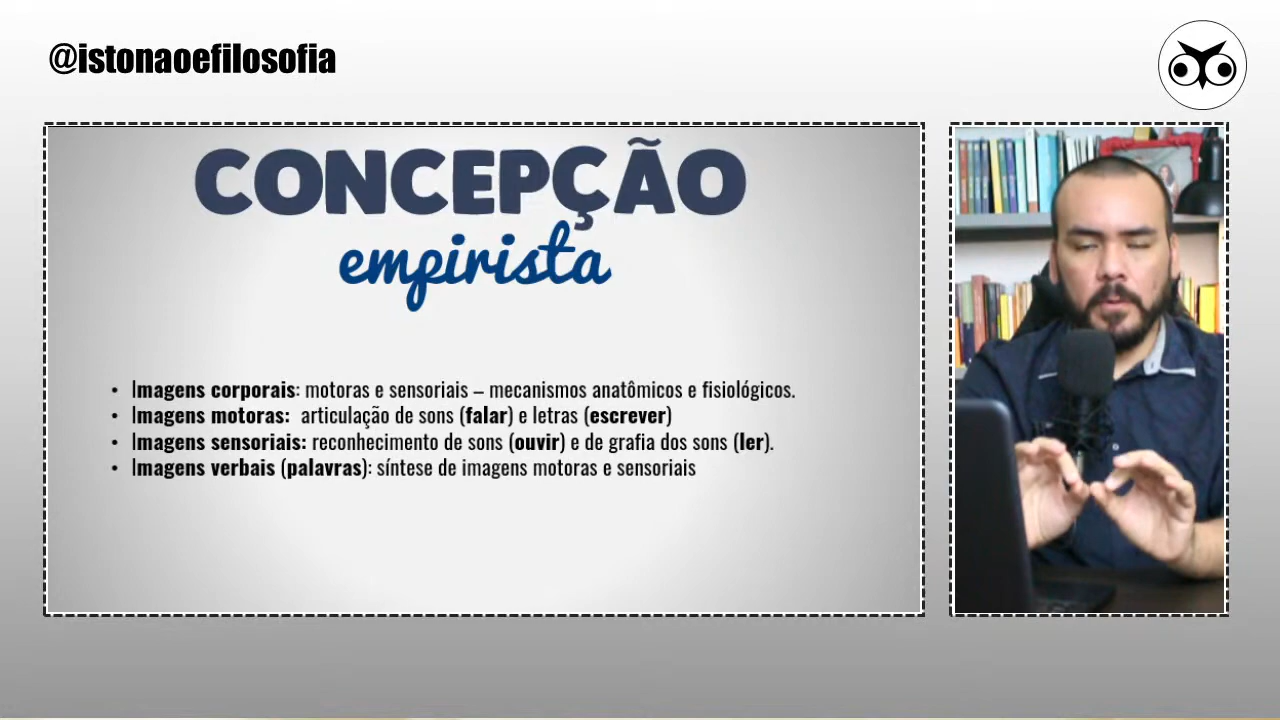 @istonaoefilosofia
CONCEPÇÃO
empirista
• Imagens corporais: motoras e sensoriais – mecanismos anatômicos e fisiológicos.
• Imagens motoras: articulação de sons (falar) e letras (escrever)
• Imagens sensoriais: reconhecimento de sons (ouvir) e de grafia dos sons (ler).
• Imagens verbais (palavras): síntese de imagens motoras e sensoriais